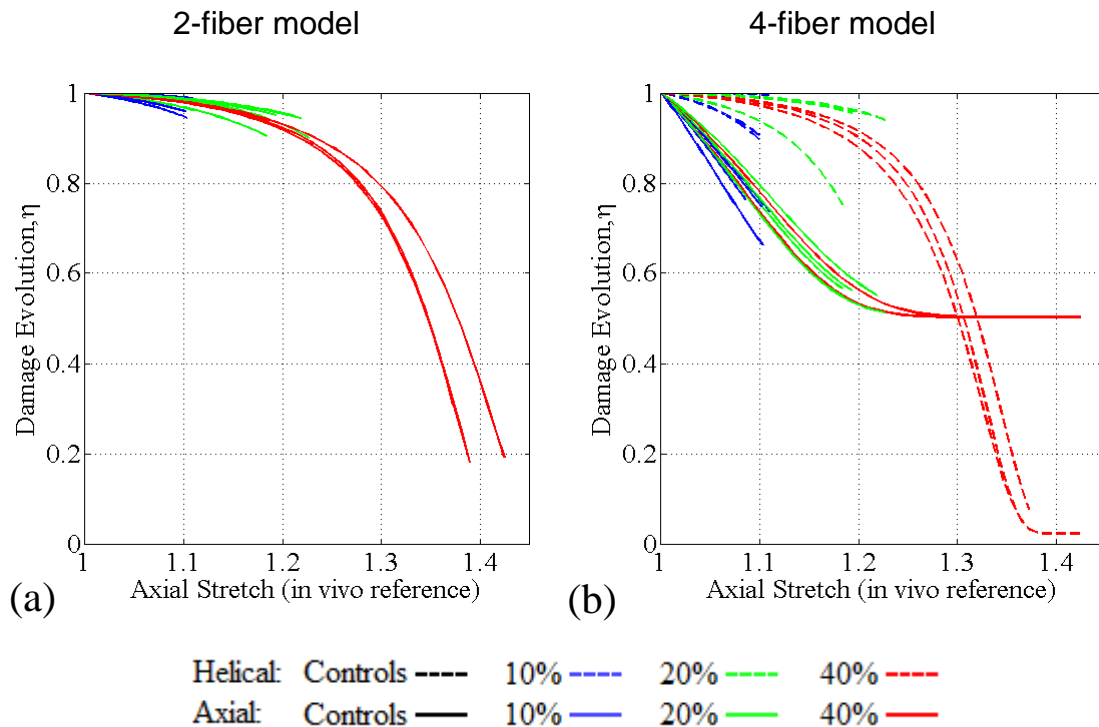 2-fiber model
4-fiber model
1
0.8
0.6
0.4
0.2
0
Damage Evolution,η
1
1.1
1.2
1.3
1.4
Axial Stretch (in vivo reference)
(a)
1
0.8
0.6
0.4
0.2
0
Damage Evolution,η
1
1.1
1.2
1.3
1.4
Axial Stretch (in vivo reference)
(b)
Helical: Controls 10% 20% 40%
Axial: Controls 10% 20% 40%